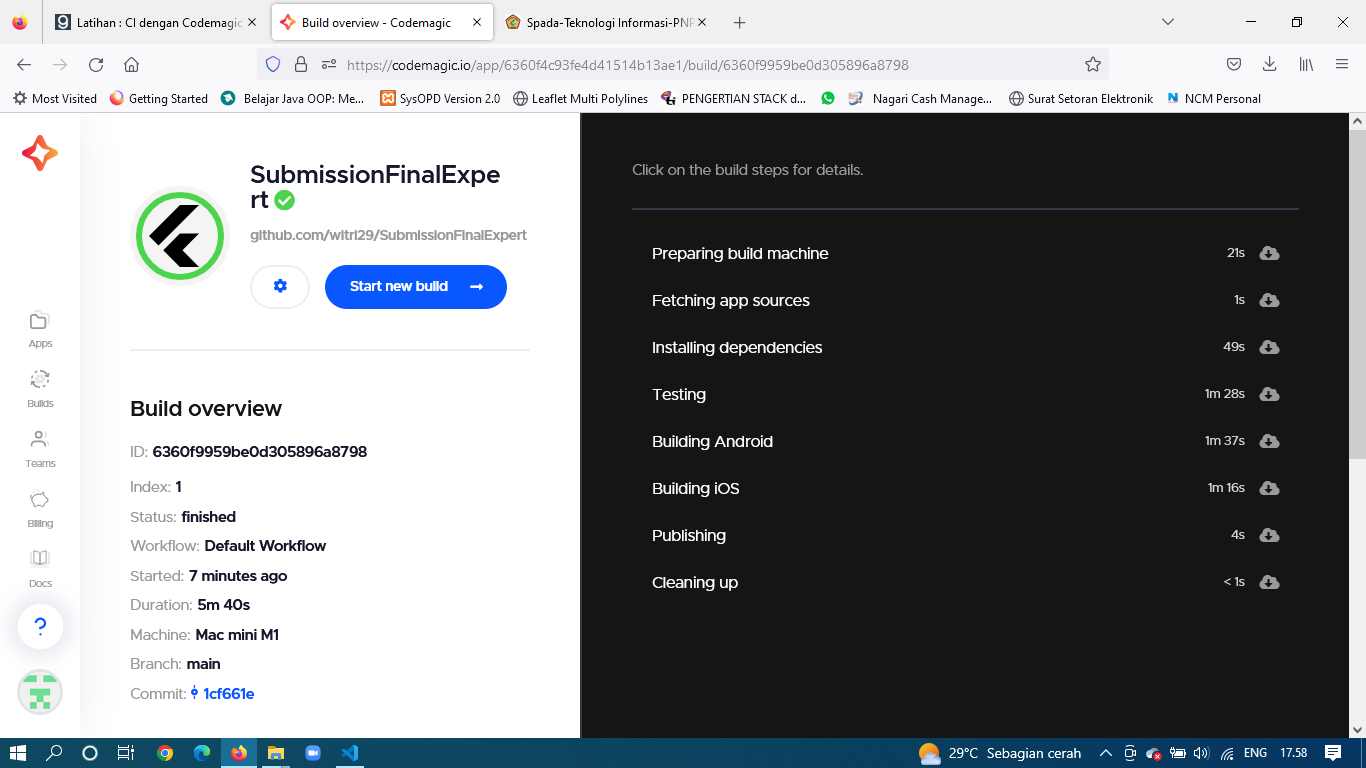 Latihan : CI dengan Codemagic
Build overview - Codemagic
Spada-Teknologi Informasi-PNP
https://codemagic.io/app/6360f4c93fe4d41514b13ae1/build/6360f9959be0d305896a8798
Most Visited
Getting Started
Belajar Java OOP: Me...
SysOPD Version 2.0
Leaflet Multi Polylines
PENGERTIAN STACK d...
Nagari Cash Manage...
Surat Setoran Elektronik
NCM Personal
Apps
Builds
Teams
Billing
Docs
?
SubmissionFinalExpe
rt
github.com/witri29/SubmissionFinalExpert
Start new build
Build overview
ID: 6360f9959be0d305896a8798
Index: 1
Status: finished
Workflow: Default Workflow
Started: 7 minutes ago
Duration: 5m 40s
Machine: Mac mini M1
Branch: main
Commit: 1cf661e
Click on the build steps for details.
Preparing build machine 21s
Fetching app sources 1s
Installing dependencies 49s
Testing 1m 28s
Building Android 1m 37s
Building iOS 1m 16s
Publishing 4s
Cleaning up < 1s
29°C Sebagian cerah
ENG
17.58